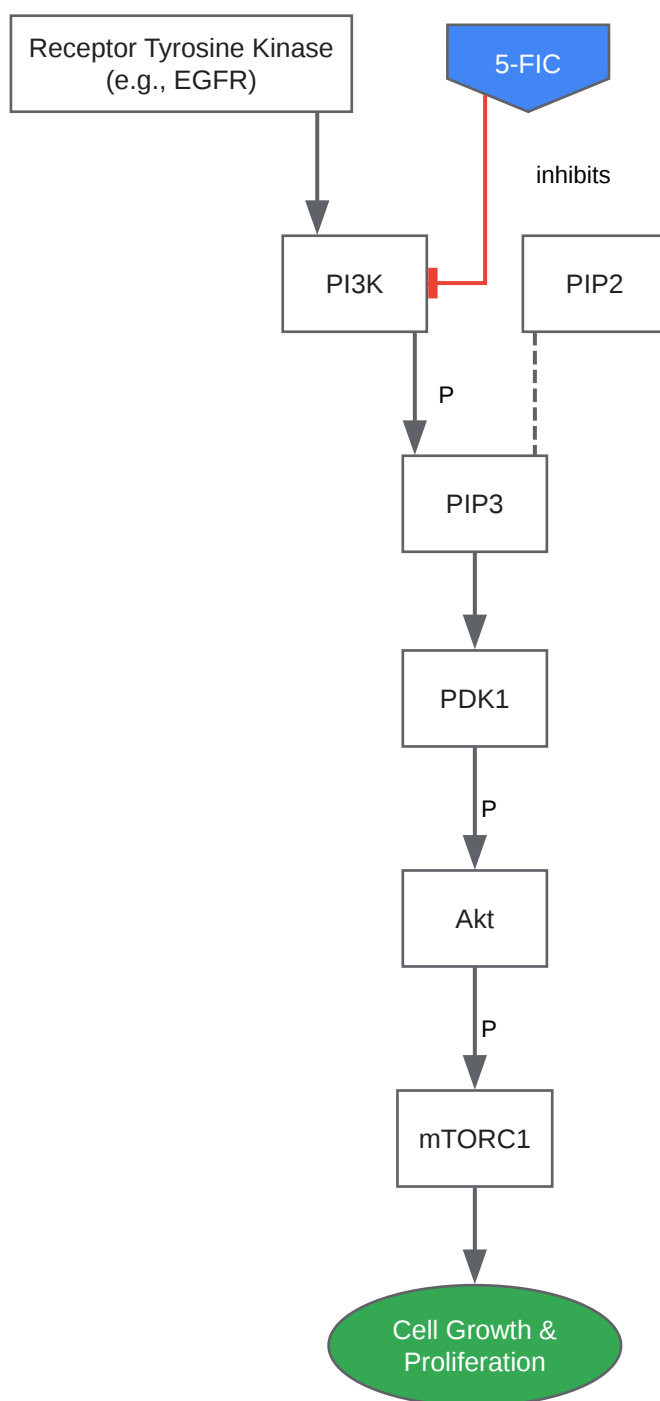 Receptor Tyrosine Kinase
(e.g., EGFR)
5-FIC
inhibits
PI3K
PIP2
P
PIP3
PDK1
P
Akt
P
mTORC1
Cell Growth &
Proliferation